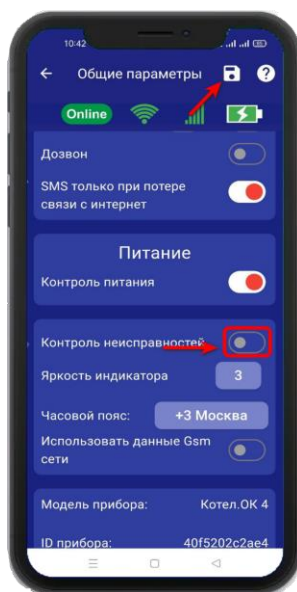 10:42
Общие параметры
?
Online
Дозвон
SMS только при потере
связи с интернет
Питание
Контроль питания
Контроль неисправностей
Яркость индикатора
3
Часовой пояс:
+3 Москва
Использовать данные Gsm
сети
Модель прибора:
Котел.ОК 4
ID прибора:
40f5202c2ae4